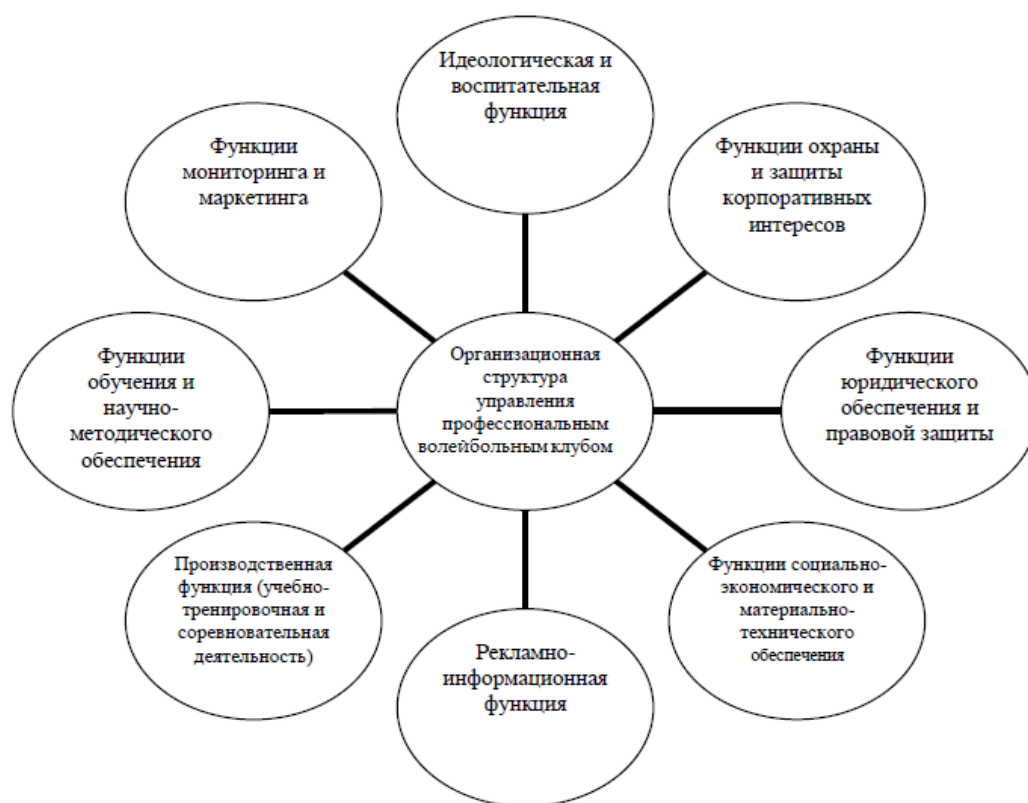 Идеологическая и
воспитательная
функция
Функции
мониторинга и
маркетинга
Функции охраны
и защиты
корпоративных
интересов
Функции
обучения и
научно-
методического
обеспечения
Организационная
структура
управления
профессиональным
волейбольным клубом
Функции
юридического
обеспечения и
правовой защиты
Производственная
функция (учебно-
тренировочная и
соревновательная
деятельность)
Функции социально-
экономического и
материально-
технического
обеспечения
Рекламно-
информационная
функция